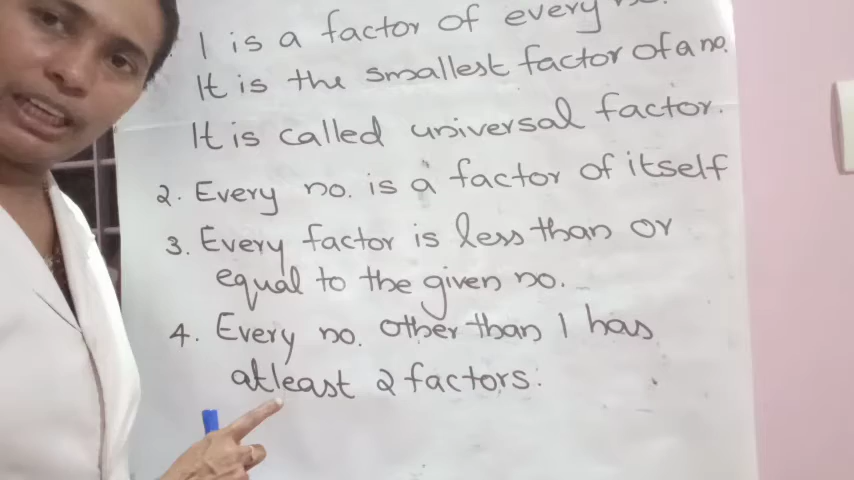 1 is a factor of every
It is the smallest factor of a no.
It is called universal factor.
2. Every no. is a factor of itself
3. Every factor is less than or
equal to the given no.
4. Every no. other than 1 has
atleast 2 factors.